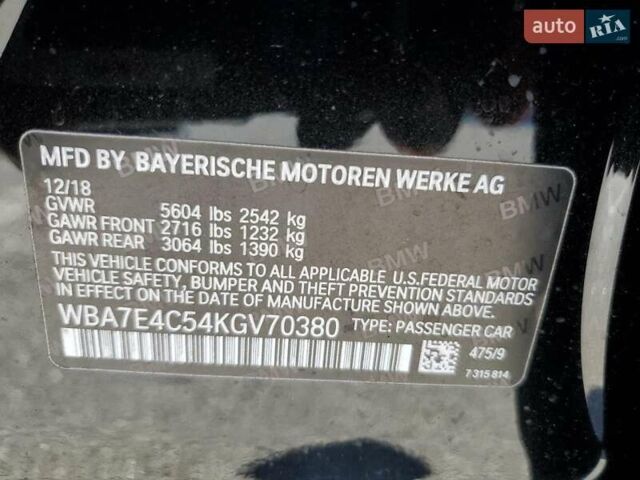 auto RIA.com
MFD BY BAYERISCHE MOTOREN WERKE AG
12/18
GVWR 5604 lbs 2542 kg
GAWR FRONT 2716 lbs 1232 kg
GAWR REAR 3064 lbs 1390 kg
THIS VEHICLE CONFORMS TO ALL APPLICABLE U.S.FEDERAL MOTOR
VEHICLE SAFETY, BUMPER AND THEFT PREVENTION STANDARDS
IN EFFECT ON THE DATE OF MANUFACTURE SHOWN ABOVE.
WBA7E4C54KGV70380 TYPE: PASSENGER CAR
475/9
7 315 814